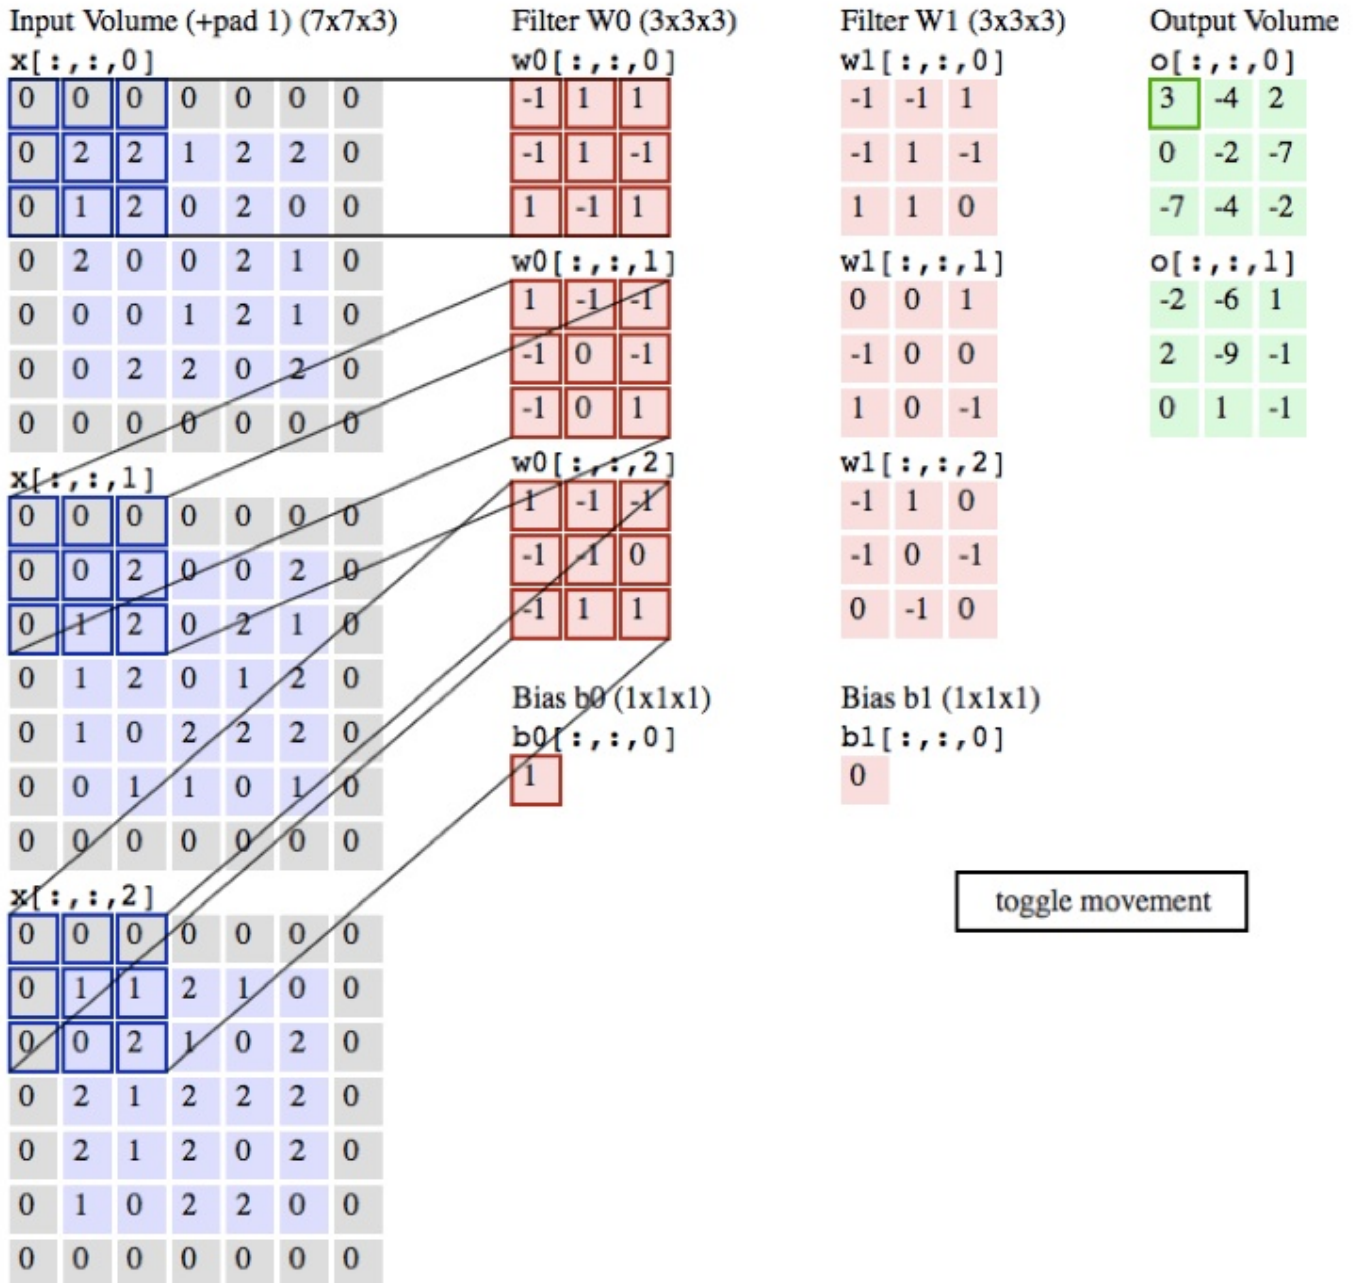 Input Volume (+pad 1) (7x7x3)
x[:,:,0]
0 0 0 0 0 0 0
0 2 2 1 2 2 0
0 1 2 0 2 0 0
0 2 0 0 2 1 0
0 0 0 1 2 1 0
0 0 2 2 0 2 0
0 0 0 0 0 0 0
x[:,:,1]
0 0 0 0 0 0 0
0 0 2 0 0 2 0
0 1 2 0 2 1 0
0 1 2 0 1 2 0
0 1 0 2 2 2 0
0 0 1 1 0 1 0
0 0 0 0 0 0 0
x[:,:,2]
0 0 0 0 0 0 0
0 1 1 2 1 0 0
0 0 2 1 0 2 0
0 2 1 2 2 2 0
0 2 1 2 0 2 0
0 1 0 2 2 0 0
0 0 0 0 0 0 0
Filter W0 (3x3x3)
w0[:,:,0]
-1 1 1
-1 1 -1
1 -1 1
w0[:,:,1]
1 -1 -1
-1 0 -1
-1 0 1
w0[:,:,2]
1 -1 -1
-1 -1 0
-1 1 1
Bias b0 (1x1x1)
b0[:,:,0]
1
Filter W1 (3x3x3)
w1[:,:,0]
-1 -1 1
-1 1 -1
1 1 0
w1[:,:,1]
0 0 1
-1 0 0
1 0 -1
w1[:,:,2]
-1 1 0
-1 0 -1
0 -1 0
Bias b1 (1x1x1)
b1[:,:,0]
0
Output Volume
o[:,:,0]
3 -4 2
0 -2 -7
-7 -4 -2
o[:,:,1]
-2 -6 1
2 -9 -1
0 1 -1
toggle movement